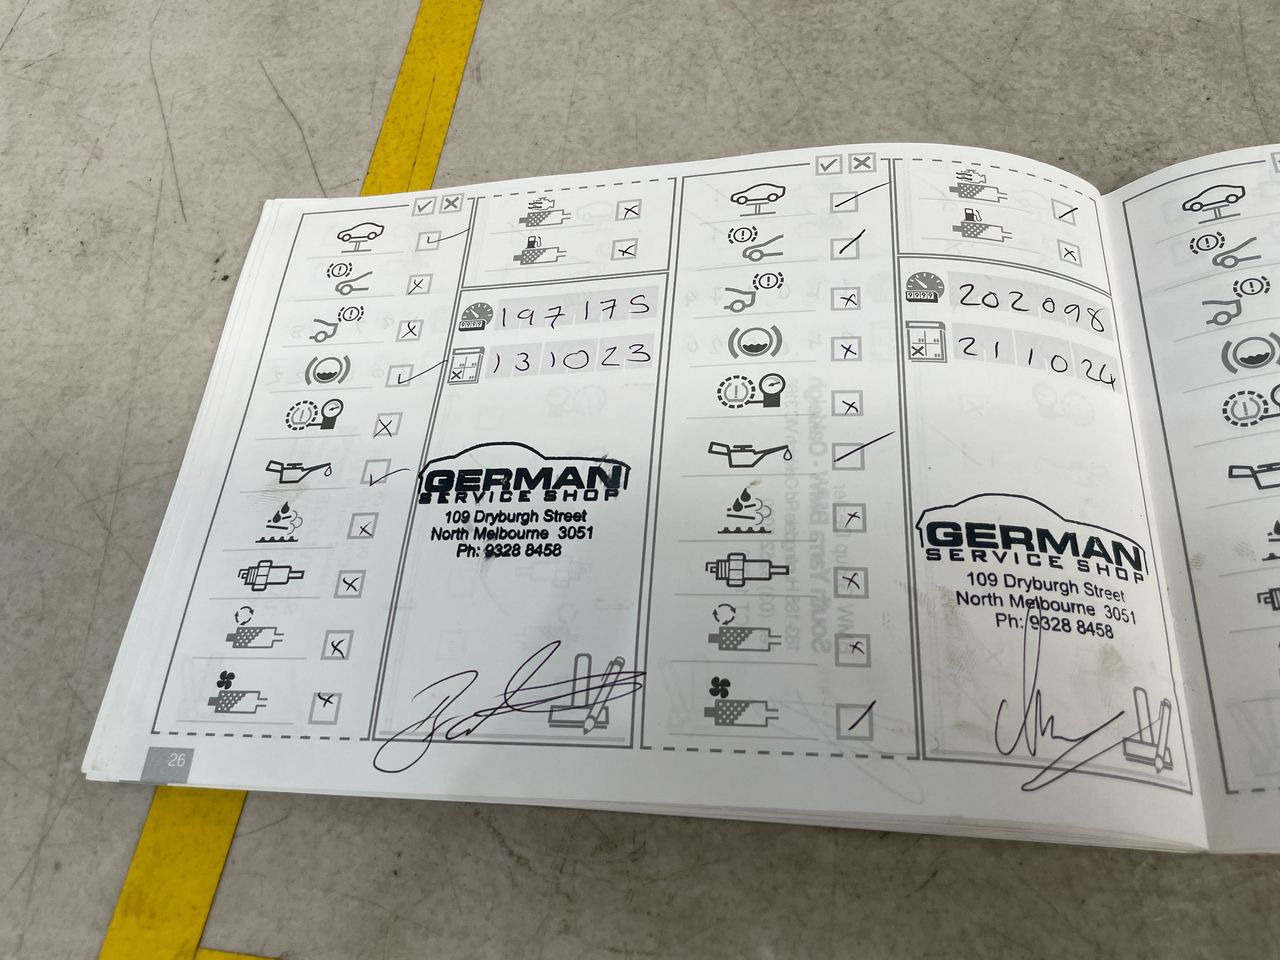 197175
131023
GERMAN
SERVICE SHOP
109 Dryburgh Street
North Melbourne 3051
Ph: 9328 8458
26
202098
211024
GERMAN
SERVICE SHOP
109 Dryburgh Street
North Melbourne 3051
Ph: 9328 8458